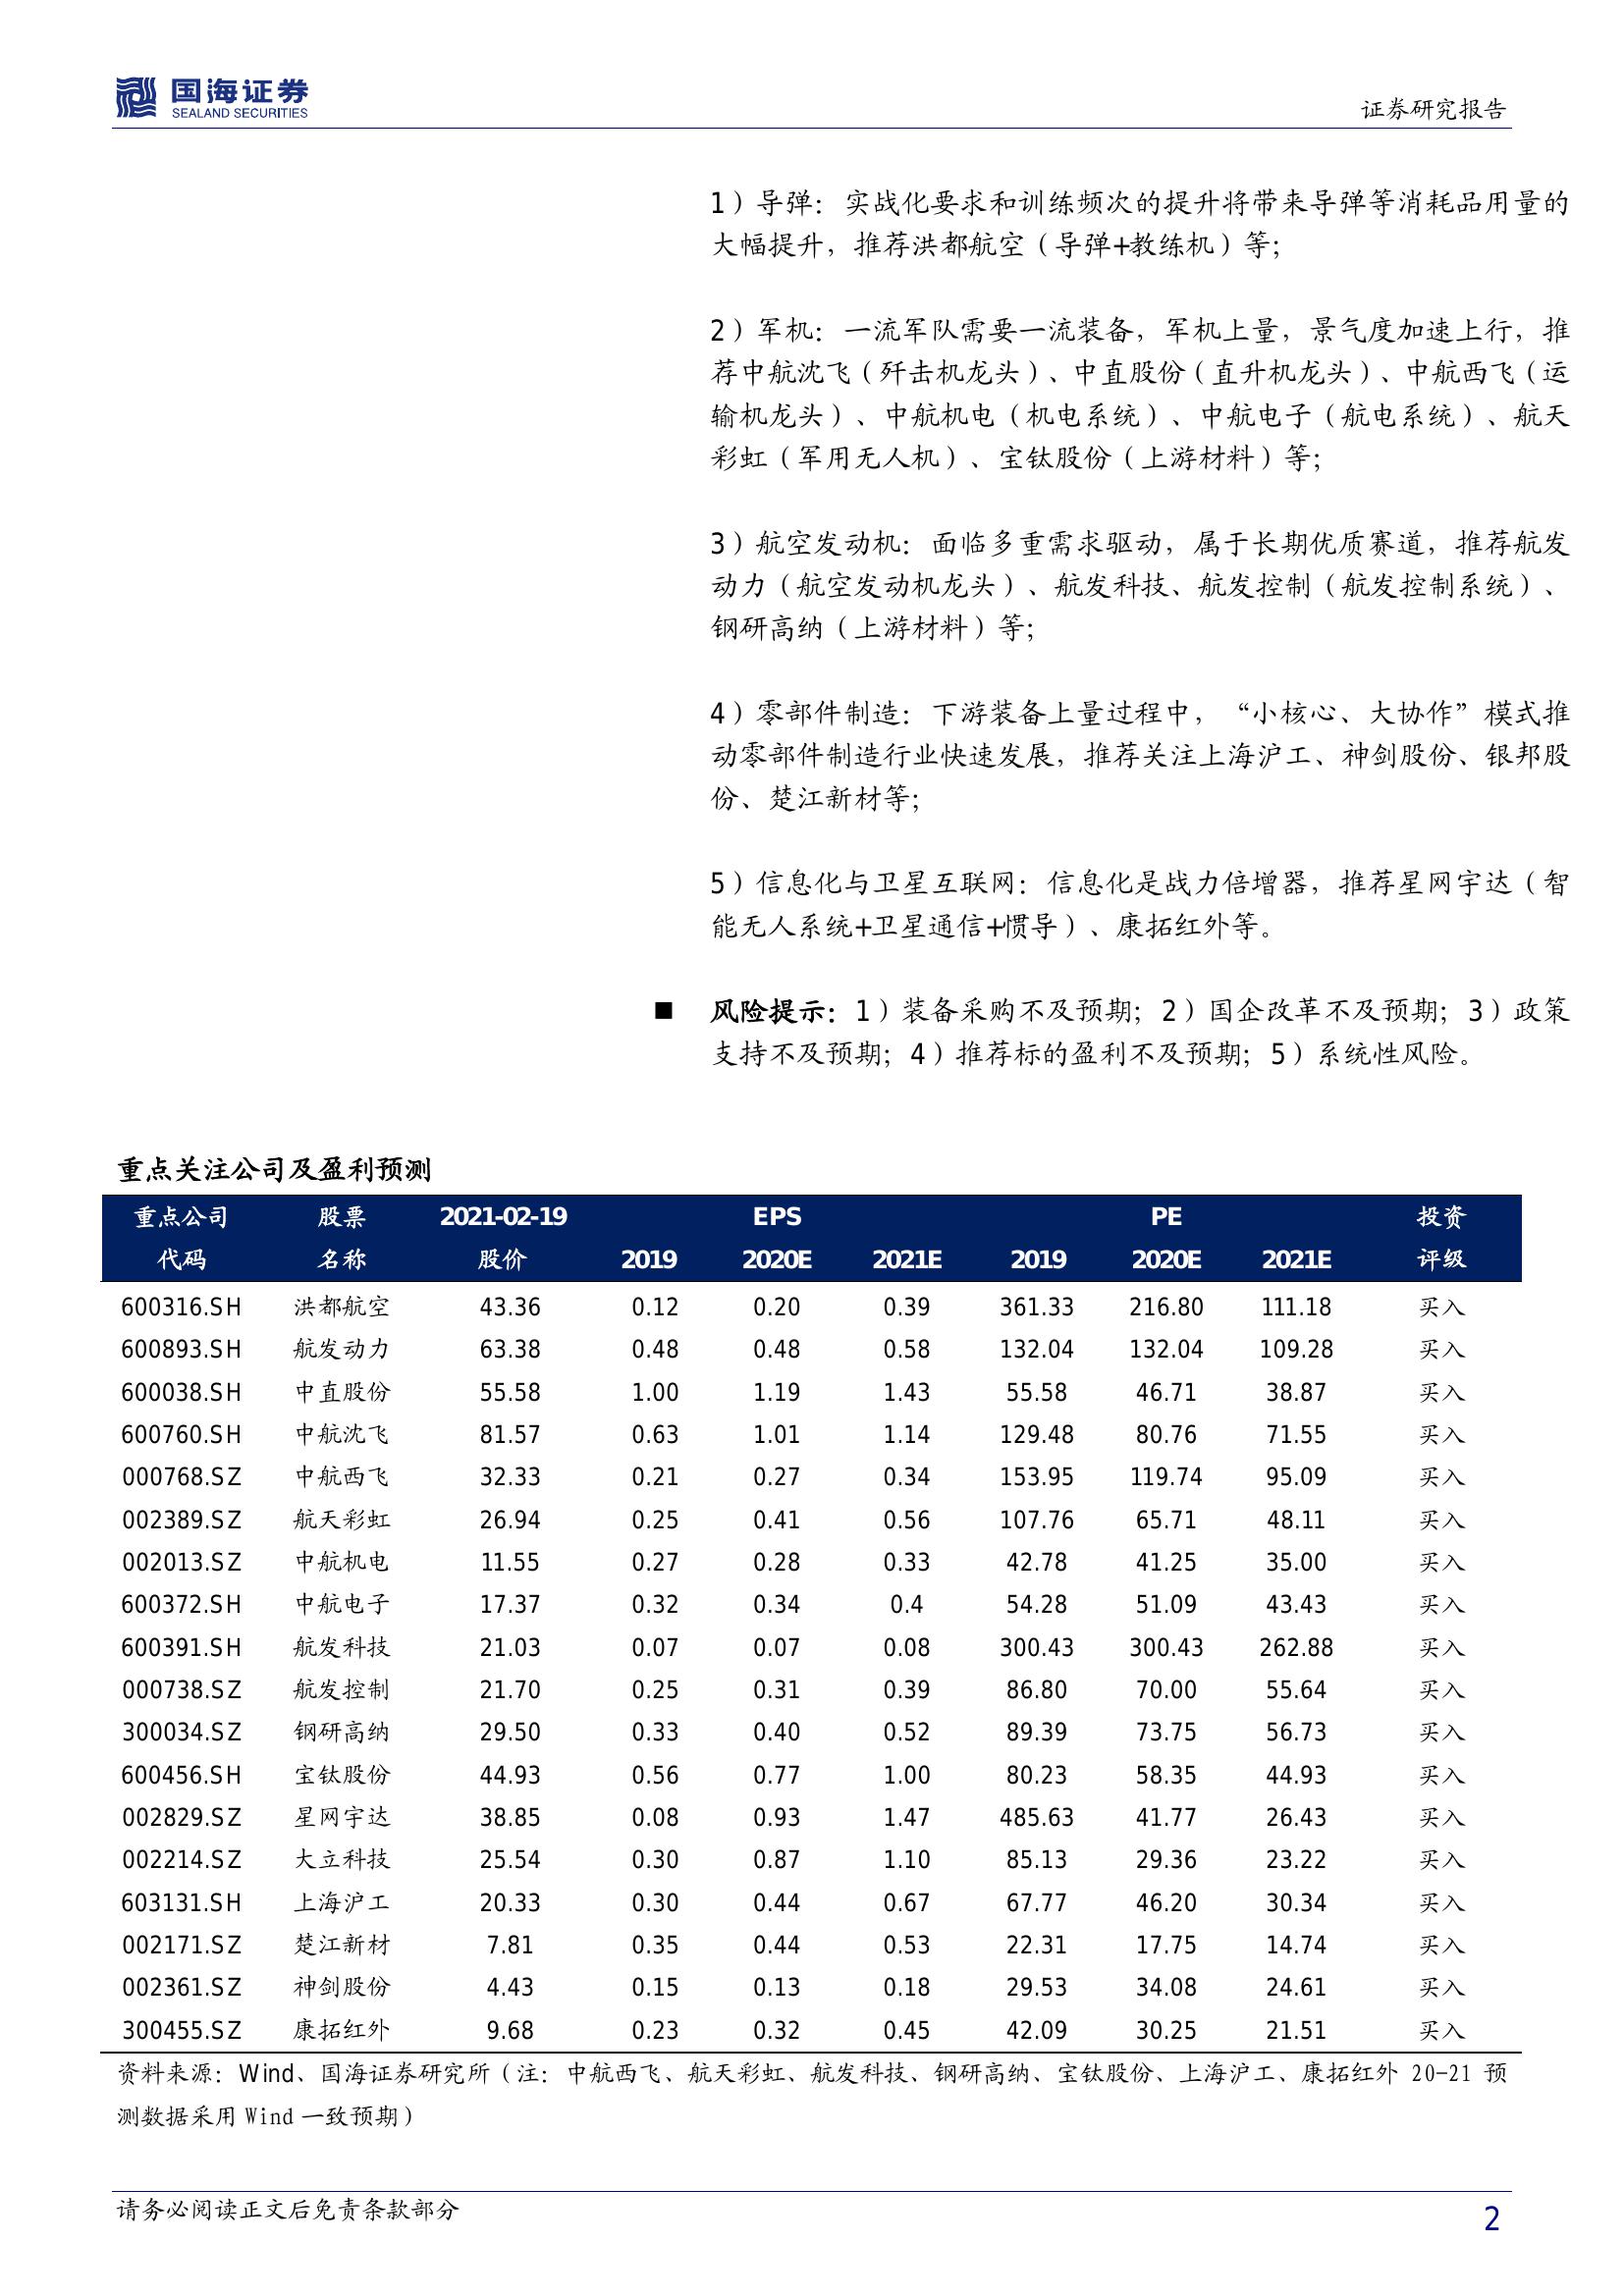 国海证券
SEALAND SECURITIES
证券研究报告
1）导弹：实战化要求和训练频次的提升将带来导弹等消耗品用量的
大幅提升，推荐洪都航空（导弹+教练机）等；
2）军机：一流军队需要一流装备，军机上量，景气度加速上行，推
荐中航沈飞（歼击机龙头）、中直股份（直升机龙头）、中航西飞（运
输机龙头）、中航机电（机电系统）、中航电子（航电系统）、航天
彩虹（军用无人机）、宝钛股份（上游材料）等；
3）航空发动机：面临多重需求驱动，属于长期优质赛道，推荐航发
动力（航空发动机龙头）、航发科技、航发控制（航发控制系统）、
钢研高纳（上游材料）等；
4）零部件制造：下游装备上量过程中，“小核心、大协作”模式推
动零部件制造行业快速发展，推荐关注上海沪工、神剑股份、银邦股
份、楚江新材等；
5）信息化与卫星互联网：信息化是战力倍增器，推荐星网宇达（智
能无人系统+卫星通信+惯导）、康拓红外等。
■ 风险提示：1）装备采购不及预期；2）国企改革不及预期；3）政策
支持不及预期；4）推荐标的盈利不及预期；5）系统性风险。
重点关注公司及盈利预测
重点公司 股票 2021-02-19 EPS PE 投资
代码 名称 股价 2019 2020E 2021E 2019 2020E 2021E 评级
600316.SH 洪都航空 43.36 0.12 0.20 0.39 361.33 216.80 111.18 买入
600893.SH 航发动力 63.38 0.48 0.48 0.58 132.04 132.04 109.28 买入
600038.SH 中直股份 55.58 1.00 1.19 1.43 55.58 46.71 38.87 买入
600760.SH 中航沈飞 81.57 0.63 1.01 1.14 129.48 80.76 71.55 买入
000768.SZ 中航西飞 32.33 0.21 0.27 0.34 153.95 119.74 95.09 买入
002389.SZ 航天彩虹 26.94 0.25 0.41 0.56 107.76 65.71 48.11 买入
002013.SZ 中航机电 11.55 0.27 0.28 0.33 42.78 41.25 35.00 买入
600372.SH 中航电子 17.37 0.32 0.34 0.4 54.28 51.09 43.43 买入
600391.SH 航发科技 21.03 0.07 0.07 0.08 300.43 300.43 262.88 买入
000738.SZ 航发控制 21.70 0.25 0.31 0.39 86.80 70.00 55.64 买入
300034.SZ 钢研高纳 29.50 0.33 0.40 0.52 89.39 73.75 56.73 买入
600456.SH 宝钛股份 44.93 0.56 0.77 1.00 80.23 58.35 44.93 买入
002829.SZ 星网宇达 38.85 0.08 0.93 1.47 485.63 41.77 26.43 买入
002214.SZ 大立科技 25.54 0.30 0.87 1.10 85.13 29.36 23.22 买入
603131.SH 上海沪工 20.33 0.30 0.44 0.67 67.77 46.20 30.34 买入
002171.SZ 楚江新材 7.81 0.35 0.44 0.53 22.31 17.75 14.74 买入
002361.SZ 神剑股份 4.43 0.15 0.13 0.18 29.53 34.08 24.61 买入
300455.SZ 康拓红外 9.68 0.23 0.32 0.45 42.09 30.25 21.51 买入
资料来源：Wind、国海证券研究所（注：中航西飞、航天彩虹、航发科技、钢研高纳、宝钛股份、上海沪工、康拓红外 20-21 预
测数据采用 Wind 一致预期）
请务必阅读正文后免责条款部分
2